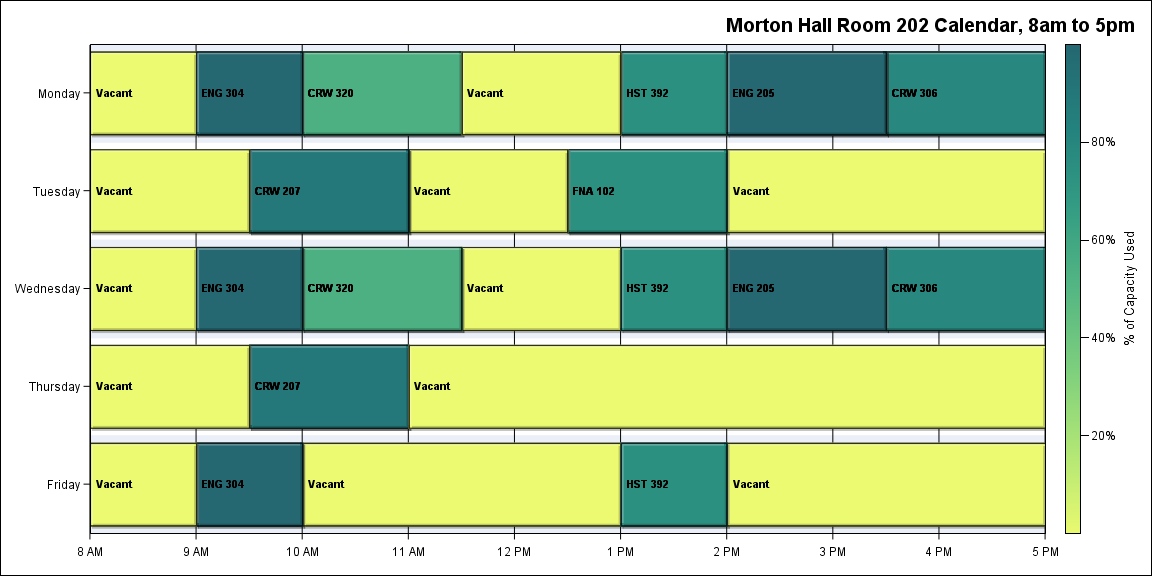 Morton Hall Room 202 Calendar, 8am to 5pm
Monday
Vacant
ENG 304
CRW 320
Vacant
HST 392
ENG 205
CRW 306
Tuesday
Vacant
CRW 207
Vacant
FNA 102
Vacant
Wednesday
Vacant
ENG 304
CRW 320
Vacant
HST 392
ENG 205
CRW 306
Thursday
Vacant
CRW 207
Vacant
Friday
Vacant
ENG 304
Vacant
HST 392
Vacant
8 AM
9 AM
10 AM
11 AM
12 PM
1 PM
2 PM
3 PM
4 PM
5 PM
80%
60%
40%
20%
% of Capacity Used